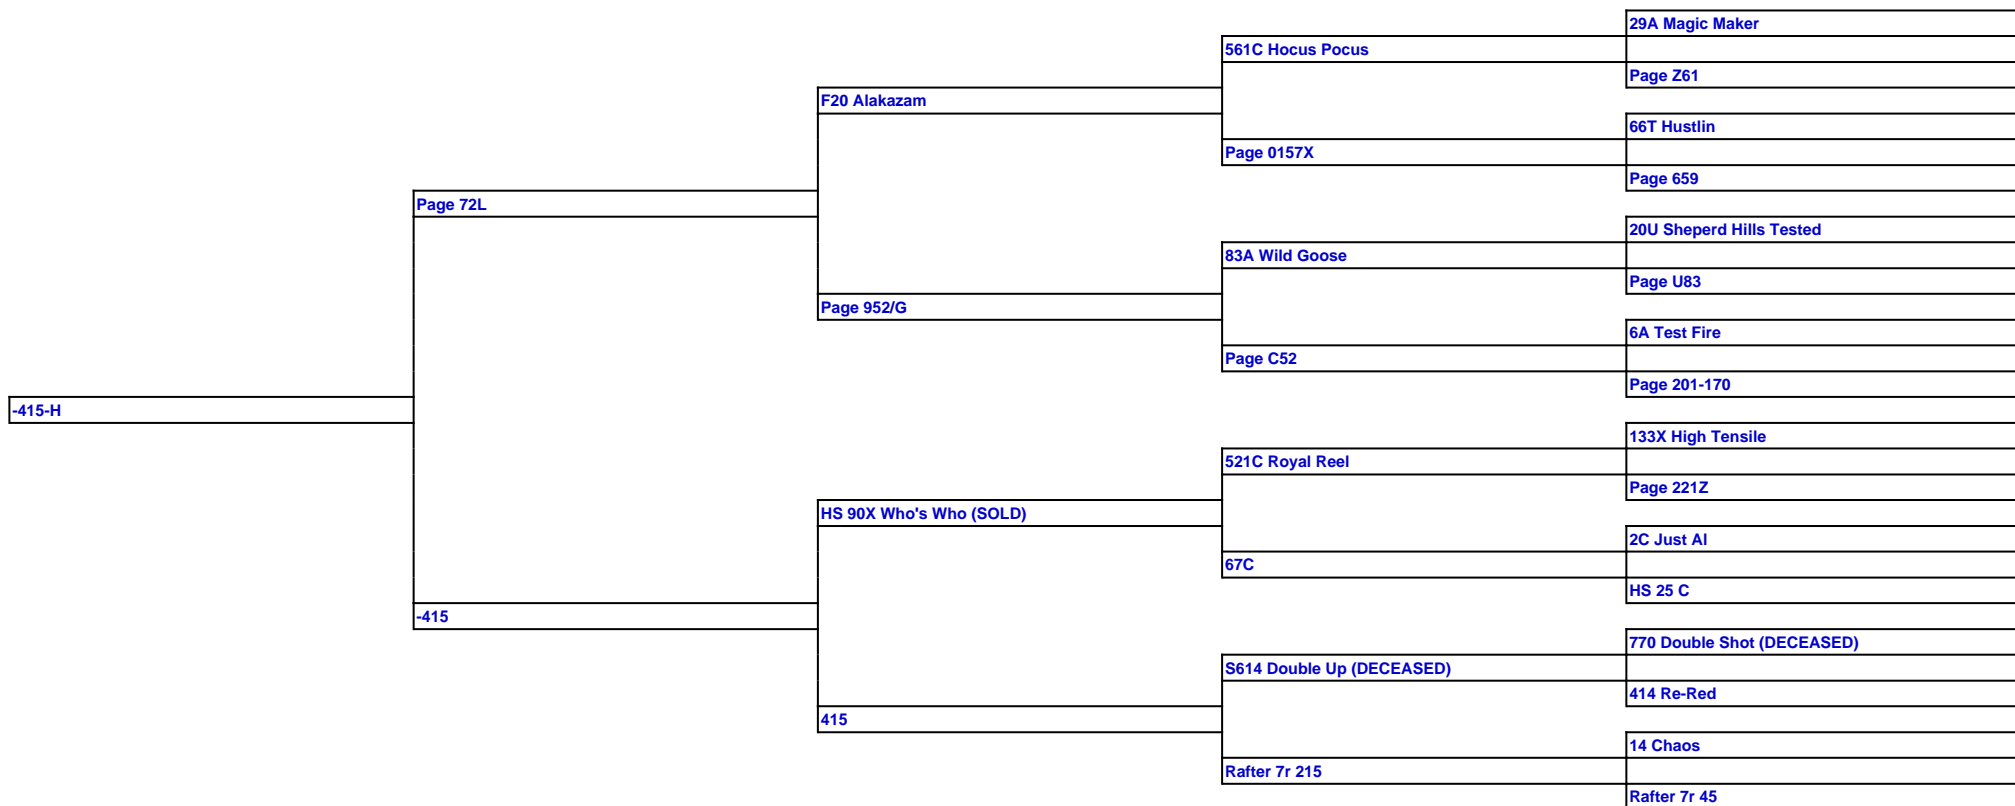 29A Magic Maker
561C Hocus Pocus
Page Z61
F20 Alakazam
66T Hustlin
Page 0157X
Page 659
Page 72L
20U Sheperd Hills Tested
83A Wild Goose
Page U83
Page 952/G
6A Test Fire
Page C52
Page 201-170
-415-H
133X High Tensile
521C Royal Reel
Page 221Z
HS 90X Who's Who (SOLD)
2C Just Al
67C
HS 25 C
-415
770 Double Shot (DECEASED)
S614 Double Up (DECEASED)
414 Re-Red
415
14 Chaos
Rafter 7r 215
Rafter 7r 45